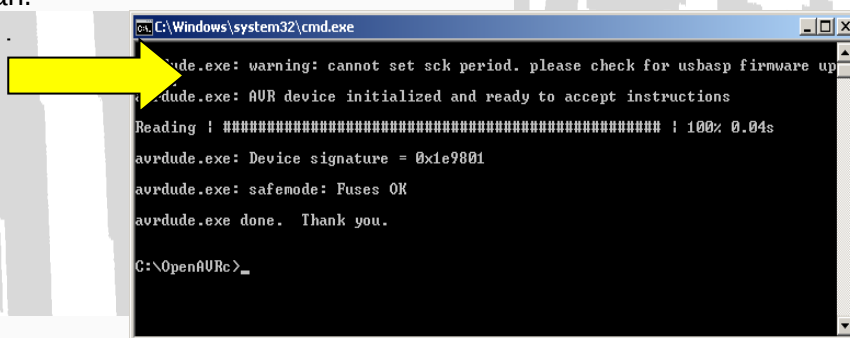 C:\Windows\system32\cmd.exe
warning: cannot set sck period. please check for usbasp firmware up
avrdude.exe: AVR device initialized and ready to accept instructions
Reading | ################################################## | 100% 0.04s
avrdude.exe: Device signature = 0x1e9801
avrdude.exe: safemode: Fuses OK
avrdude.exe done.  Thank you.
C:\OpenAVRc>_